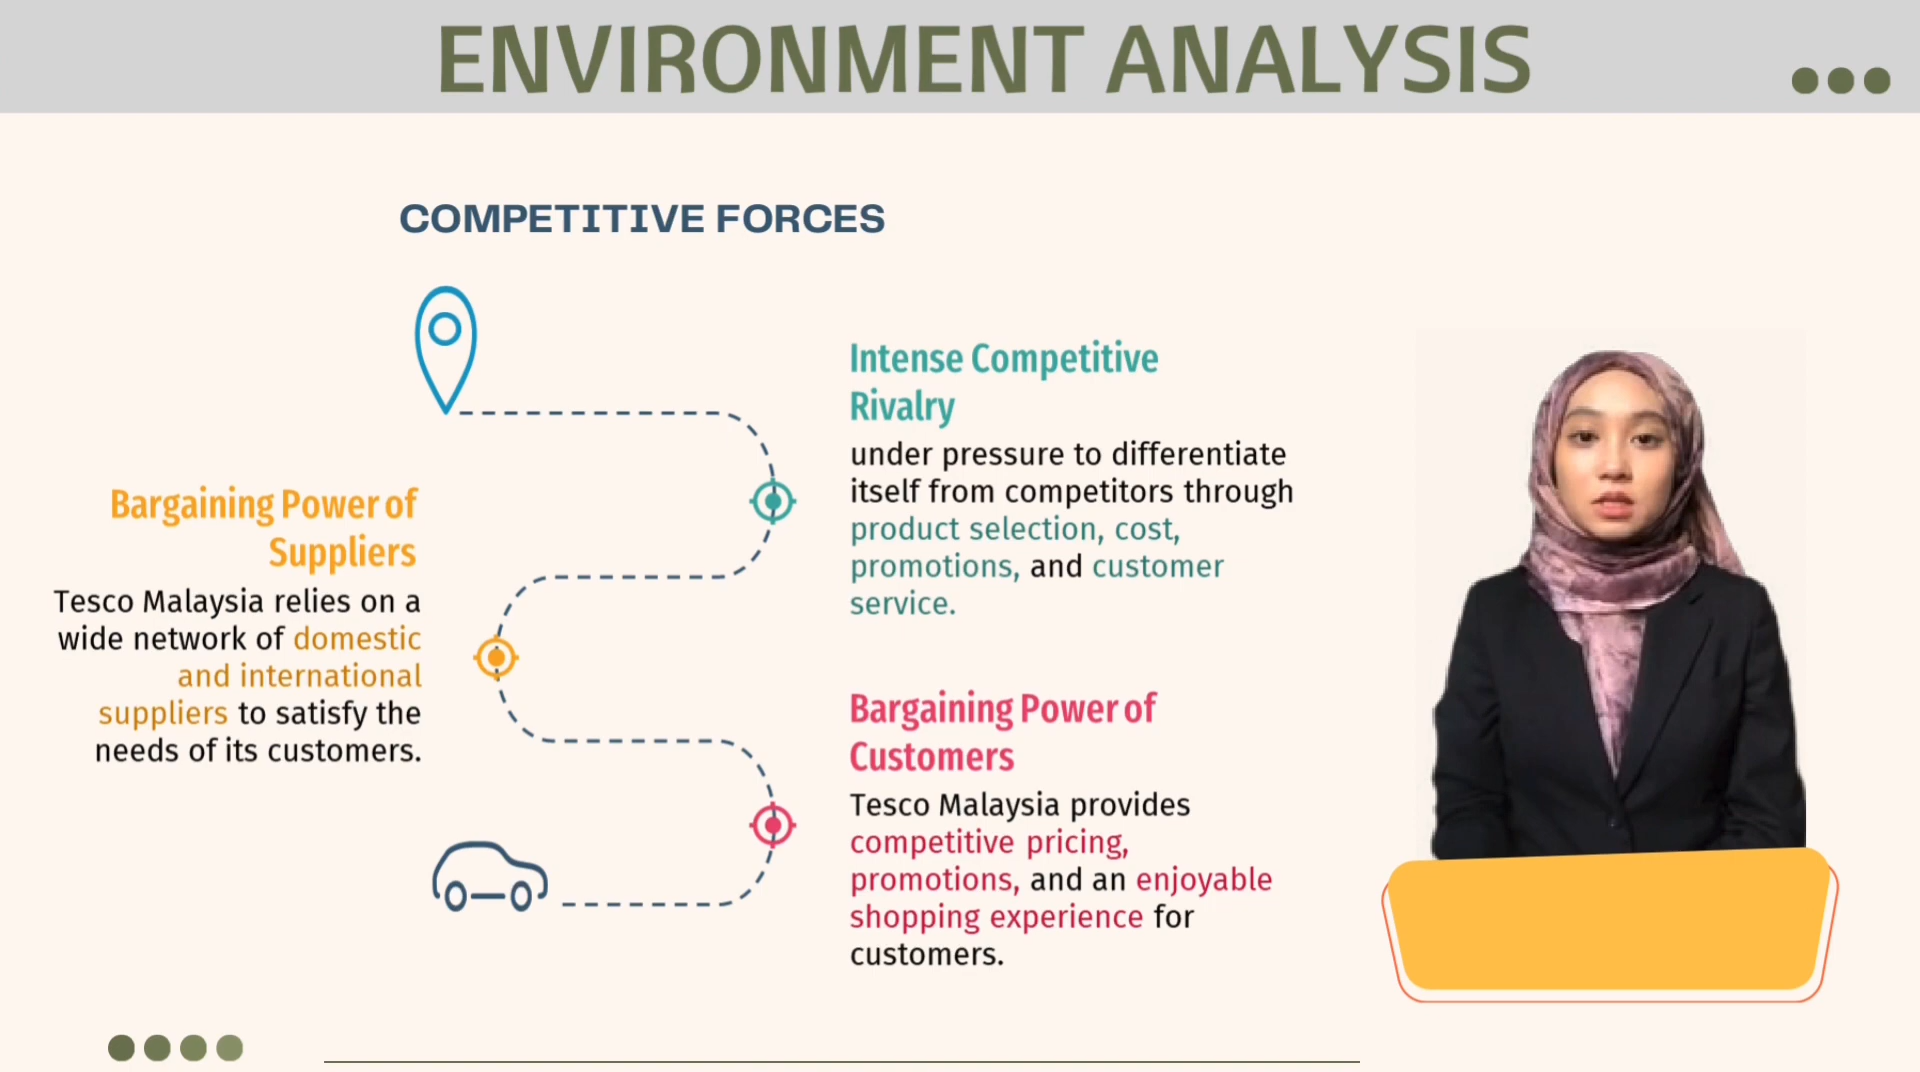 ENVIRONMENT ANALYSIS
COMPETITIVE FORCES
Intense Competitive
Rivalry
under pressure to differentiate
itself from competitors through
product selection, cost,
promotions, and customer
service.
Bargaining Power of
Suppliers
Tesco Malaysia relies on a
wide network of domestic
and international
suppliers to satisfy the
needs of its customers.
Bargaining Power of
Customers
Tesco Malaysia provides
competitive pricing,
promotions, and an enjoyable
shopping experience for
customers.